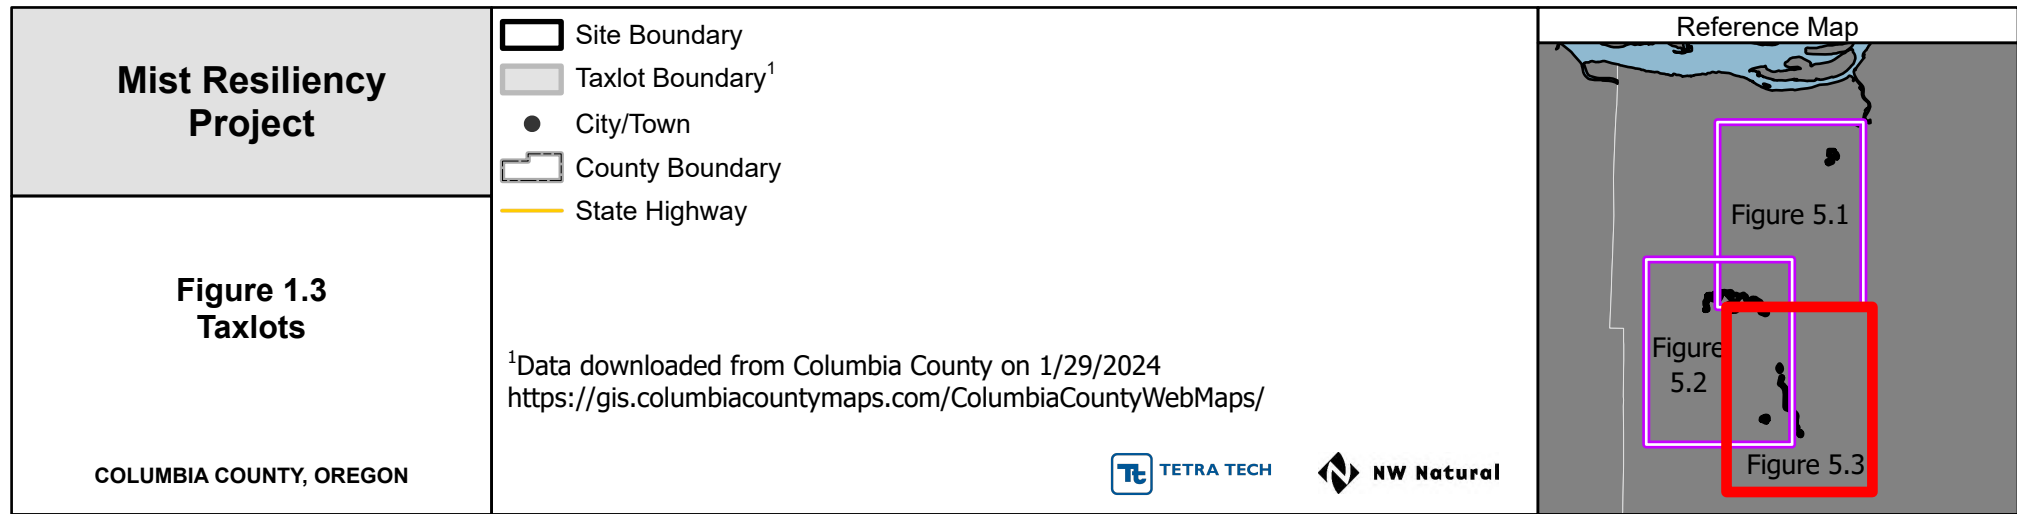 Mist Resiliency
Project
Figure 1.3
Taxlots
COLUMBIA COUNTY, OREGON
Site Boundary
Taxlot Boundary¹
City/Town
County Boundary
State Highway
¹Data downloaded from Columbia County on 1/29/2024
https://gis.columbiacountymaps.com/ColumbiaCountyWebMaps/
Tt TETRA TECH
NW Natural
Reference Map
Figure 5.1
Figure
5.2
Figure 5.3